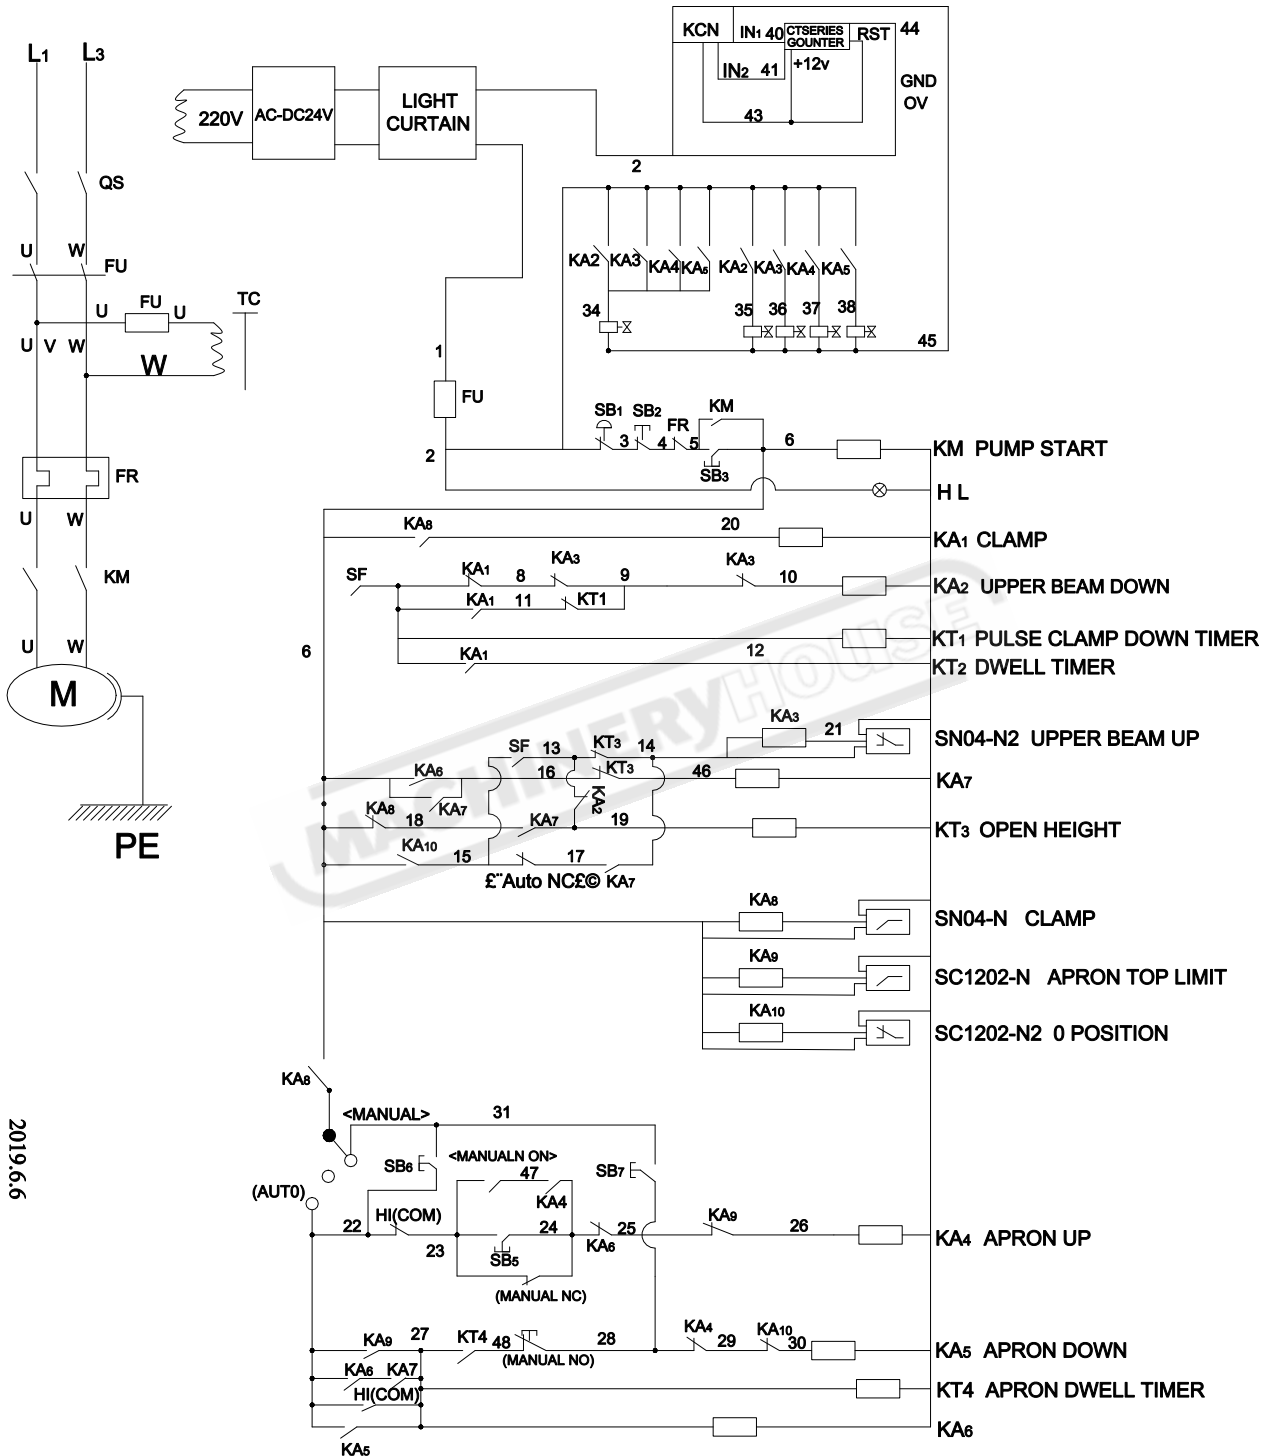 KCN IN1 40 CTSERIES GOUNTER RST 44
IN2 41 +12v
43
GND
OV
L1 L3
220V AC-DC24V LIGHT CURTAIN
2
QS
U W
FU
KA2 KA3 KA4 KA5 KA2 KA3 KA4 KA5
U FU U TC
34 35 36 37 38
U V W
W
45
1
FU
SB1 SB2 FR KM
3 4 5 6
SB3
2
KM PUMP START
FR
H L
U W
KA8 20
KA1 CLAMP
KM
SF KA1 8 KA3 9 KA3 10
KA2 UPPER BEAM DOWN
KA1 11 KT1
KT1 PULSE CLAMP DOWN TIMER
U W
6
KA1 12
KT2 DWELL TIMER
M
MACHINERYHOUSE
KA3 21
SN04-N2 UPPER BEAM UP
SF 13 KT3 14
KA6 16 KT3 46
KA7
KA7
KA2
KA8 18 KA7 19
KT3 OPEN HEIGHT
PE
KA10 15 17
£¨Auto NC£© KA7
KA8
SN04-N CLAMP
KA9
SC1202-N APRON TOP LIMIT
KA10
SC1202-N2 0 POSITION
KA8
2019.6.6
<MANUAL> 31
SB6 <MANUALN ON> SB7
47
KA4
(AUT0)
22 HI(COM) 23 24 25 KA9 26
SB5 KA6
KA4 APRON UP
(MANUAL NC)
KA9 27 KT4 48 28 KA4 29 KA10 30
(MANUAL NO)
KA5 APRON DOWN
KA6 KA7
HI(COM)
KT4 APRON DWELL TIMER
KA5
KA6